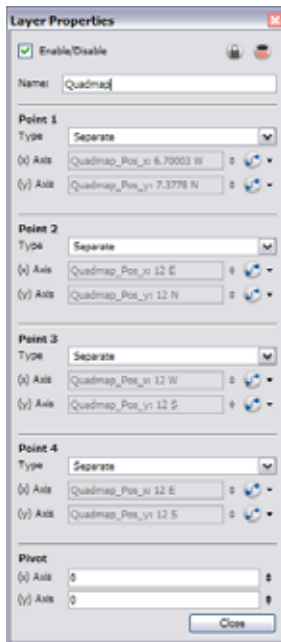 Layer Properties
Enable/Disable
Name: Quadmap
Point 1
Type Separate
(x) Axis Quadmap_Pos_x: 6.70003 W
(y) Axis Quadmap_Pos_y: 7.3778 N
Point 2
Type Separate
(x) Axis Quadmap_Pos_x: 12 E
(y) Axis Quadmap_Pos_y: 12 N
Point 3
Type Separate
(x) Axis Quadmap_Pos_x: 12 W
(y) Axis Quadmap_Pos_y: 12 S
Point 4
Type Separate
(x) Axis Quadmap_Pos_x: 12 E
(y) Axis Quadmap_Pos_y: 12 S
Pivot
(x) Axis 0
(y) Axis 0
Close